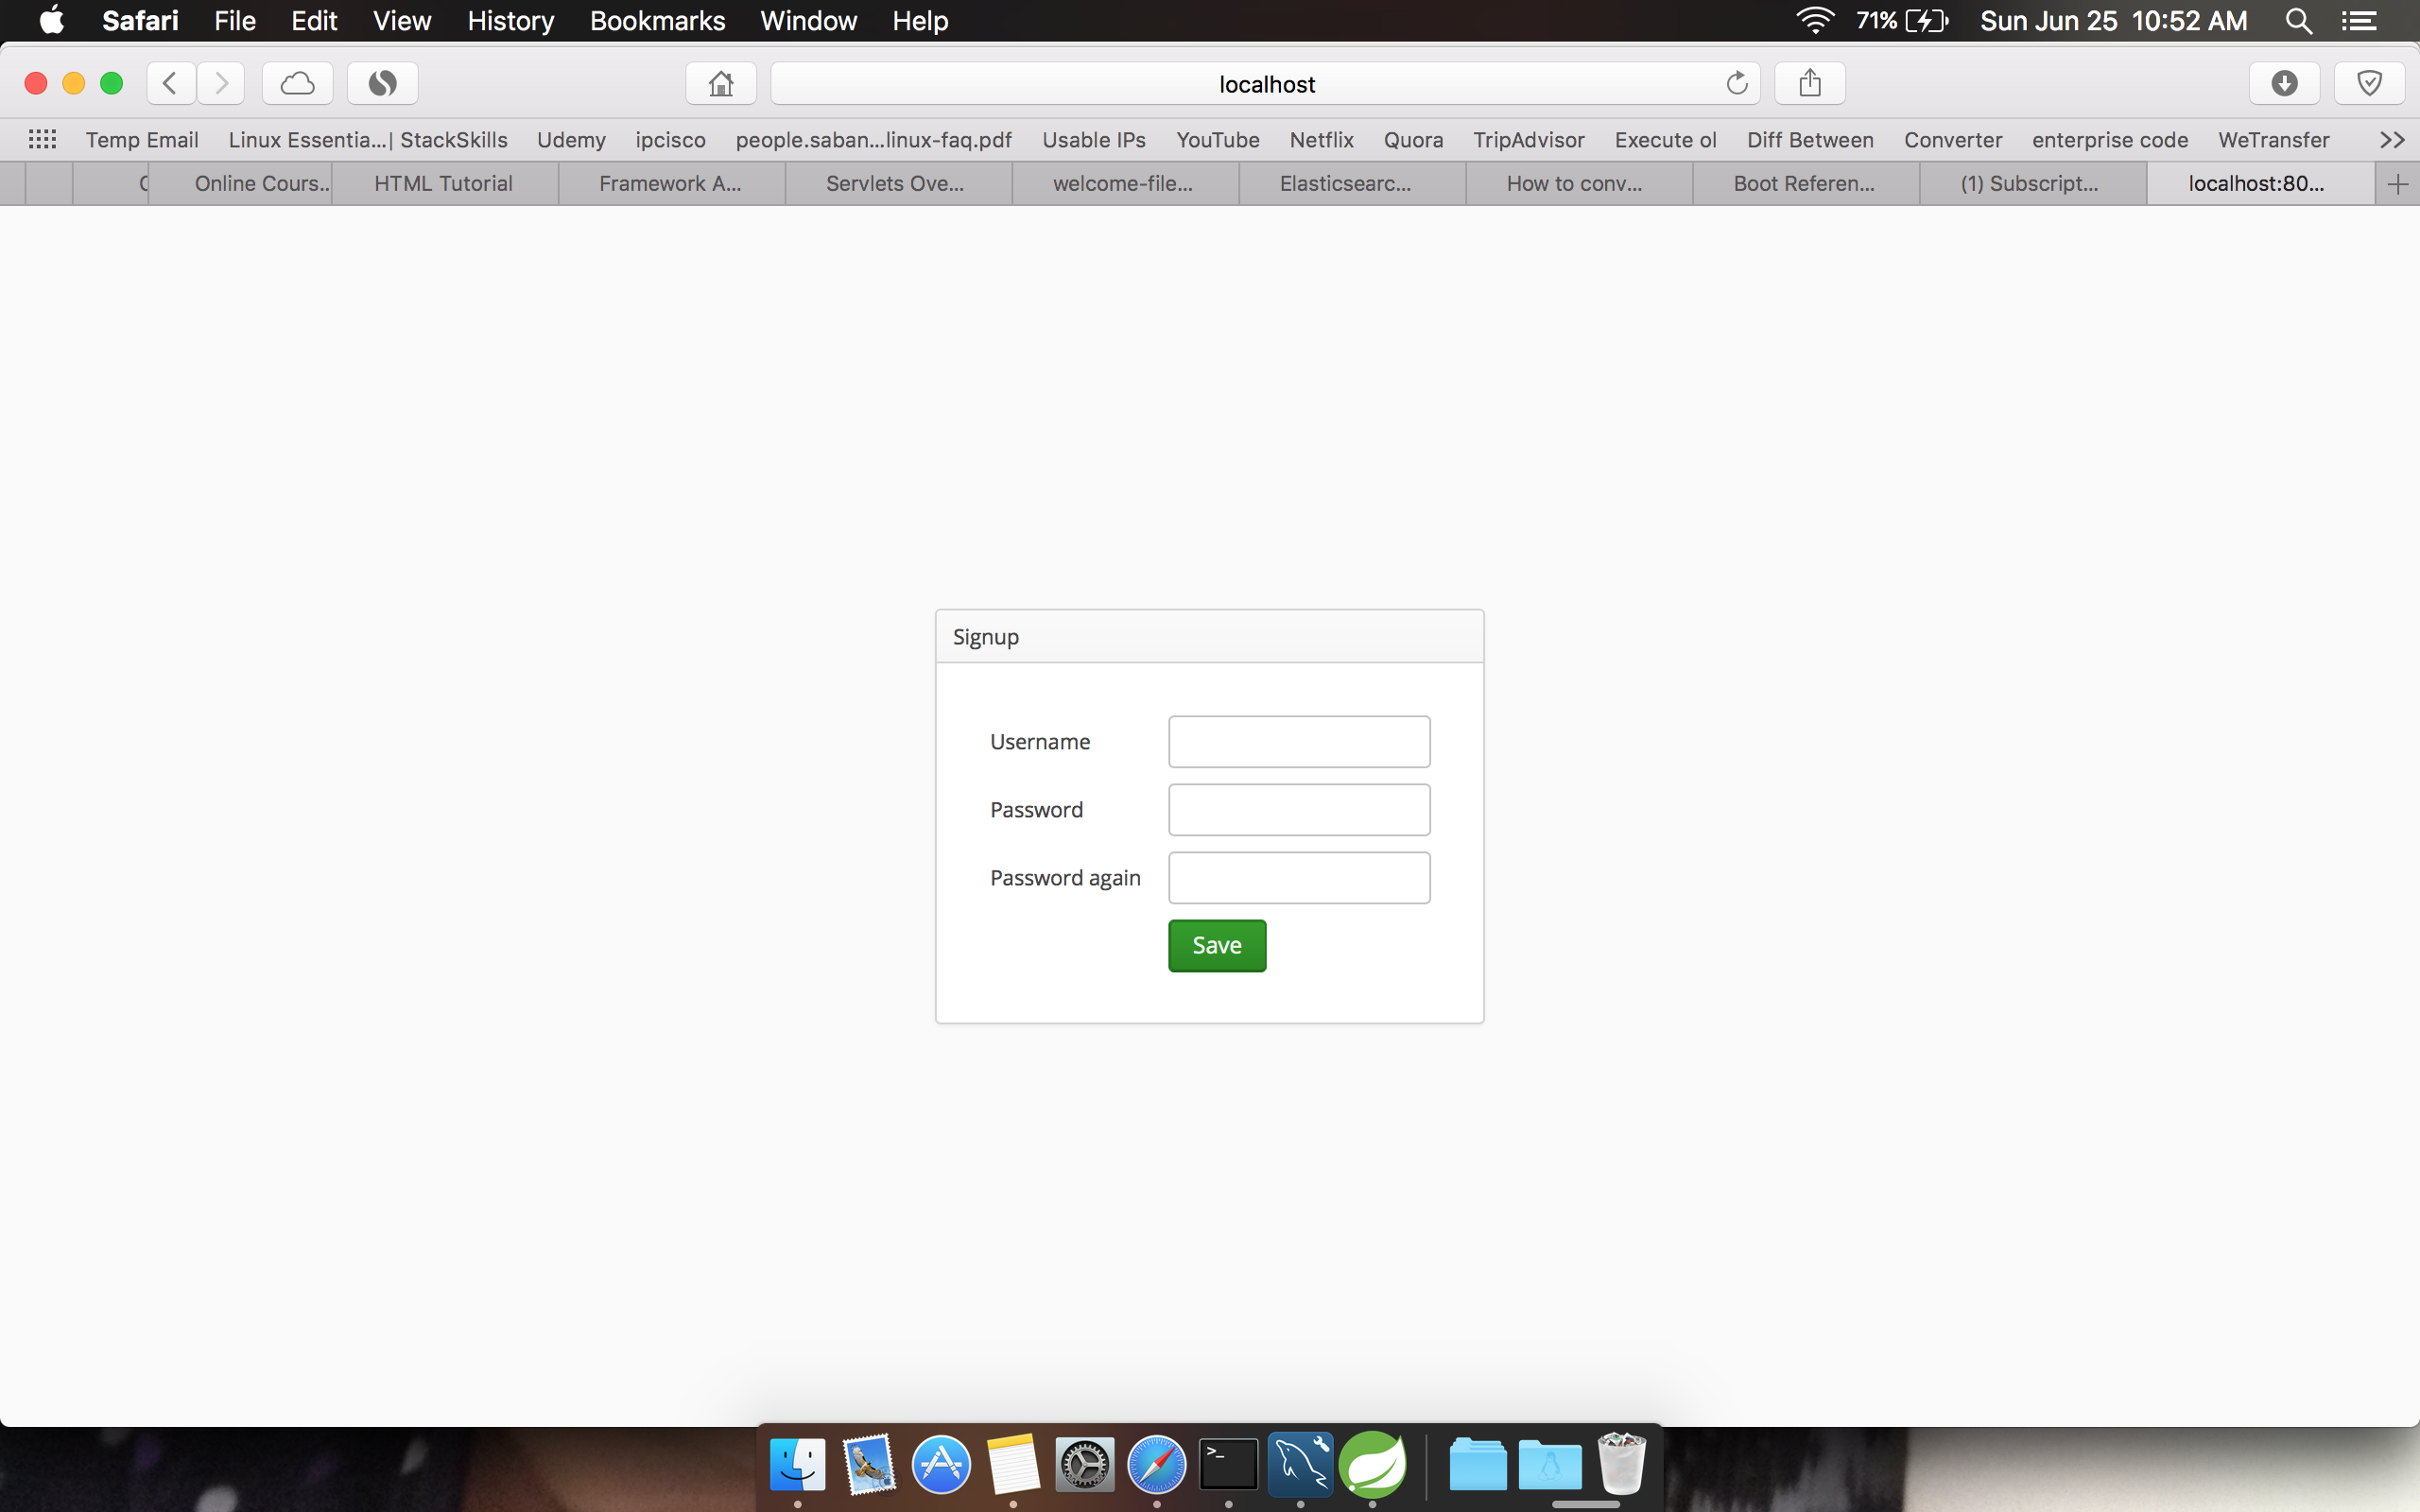 Safari File Edit View History Bookmarks Window Help 71% Sun Jun 25 10:52 AM
localhost
Temp Email Linux Essentia...| StackSkills Udemy ipcisco people.saban...linux-faq.pdf Usable IPs YouTube Netflix Quora TripAdvisor Execute ol Diff Between Converter enterprise code WeTransfer >>
Online Cours... HTML Tutorial Framework A... Servlets Ove... welcome-file... Elasticsearc... How to conv... Boot Referen... (1) Subscript... localhost:80...
Signup
Username
Password
Password again
Save